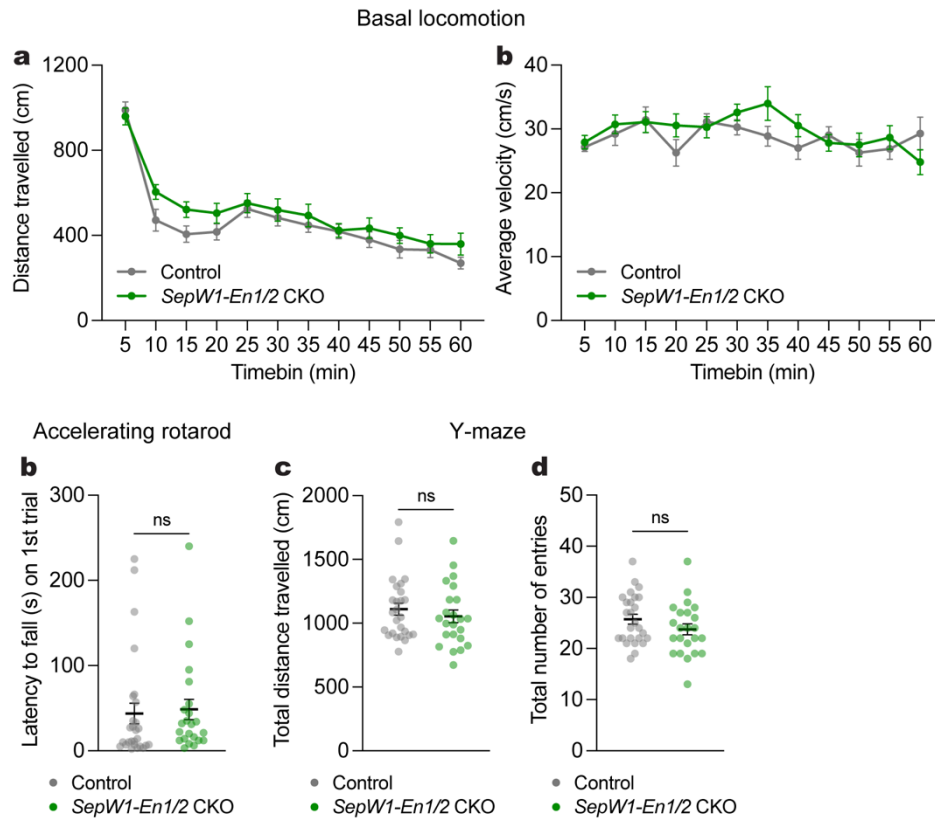 Basal locomotion
a
Distance travelled (cm)
1200
800
400
0
Control
SepW1-En1/2 CKO
5 10 15 20 25 30 35 40 45 50 55 60
Timebin (min)
b
Average velocity (cm/s)
40
30
20
10
0
Control
SepW1-En1/2 CKO
5 10 15 20 25 30 35 40 45 50 55 60
Timebin (min)
Accelerating rotarod
b
Latency to fall (s) on 1st trial
300
200
100
0
ns
Control
SepW1-En1/2 CKO
Y-maze
c
Total distance travelled (cm)
2000
1500
1000
500
0
ns
Control
SepW1-En1/2 CKO
d
Total number of entries
50
40
30
20
10
0
ns
Control
SepW1-En1/2 CKO